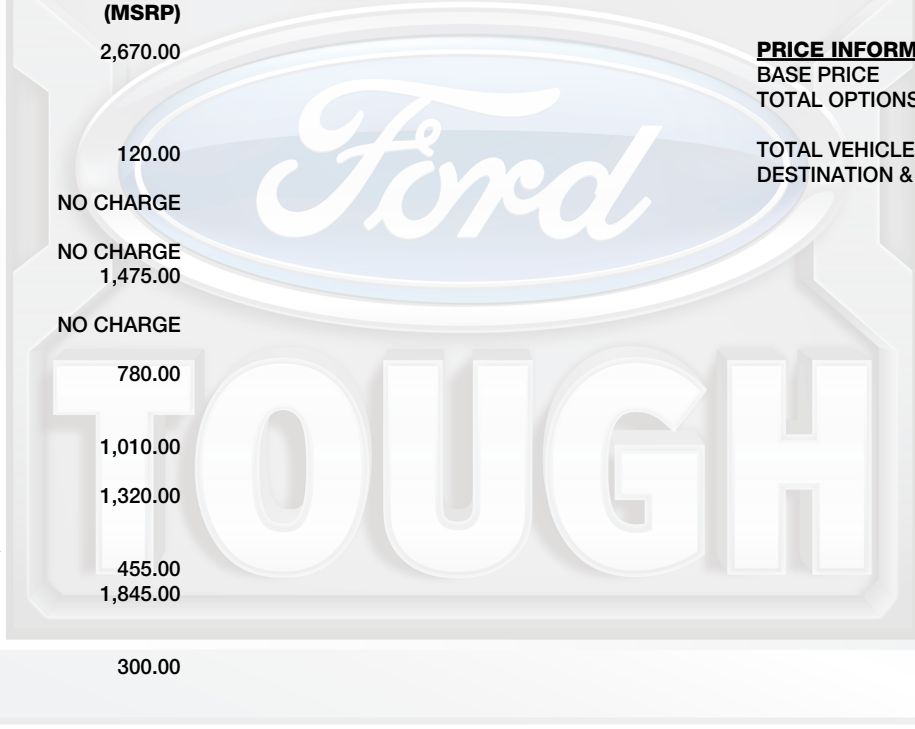 (MSRP)
2,670.00
120.00
NO CHARGE
NO CHARGE
1,475.00
NO CHARGE
780.00
1,010.00
1,320.00
455.00
1,845.00
300.00
PRICE INFORM
BASE PRICE
TOTAL OPTIONS
TOTAL VEHICLE
DESTINATION &
Ford
TOUGH